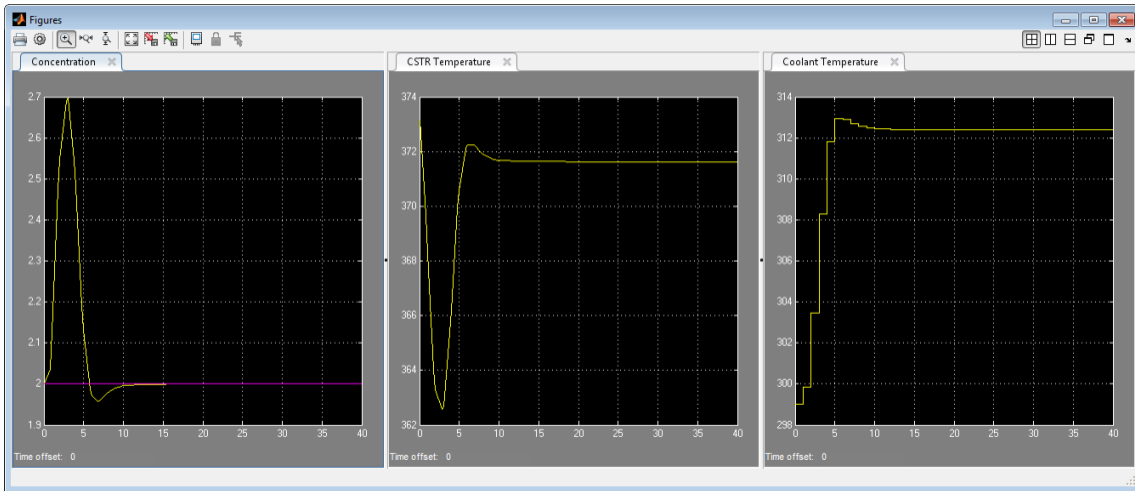 Figures
Concentration
CSTR Temperature
Coolant Temperature
2.7
2.6
2.5
2.4
2.3
2.2
2.1
2
1.9
0 5 10 15 20 25 30 35 40
Time offset: 0
374
372
370
368
366
364
362
0 5 10 15 20 25 30 35 40
Time offset: 0
314
312
310
308
306
304
302
300
298
0 5 10 15 20 25 30 35 40
Time offset: 0